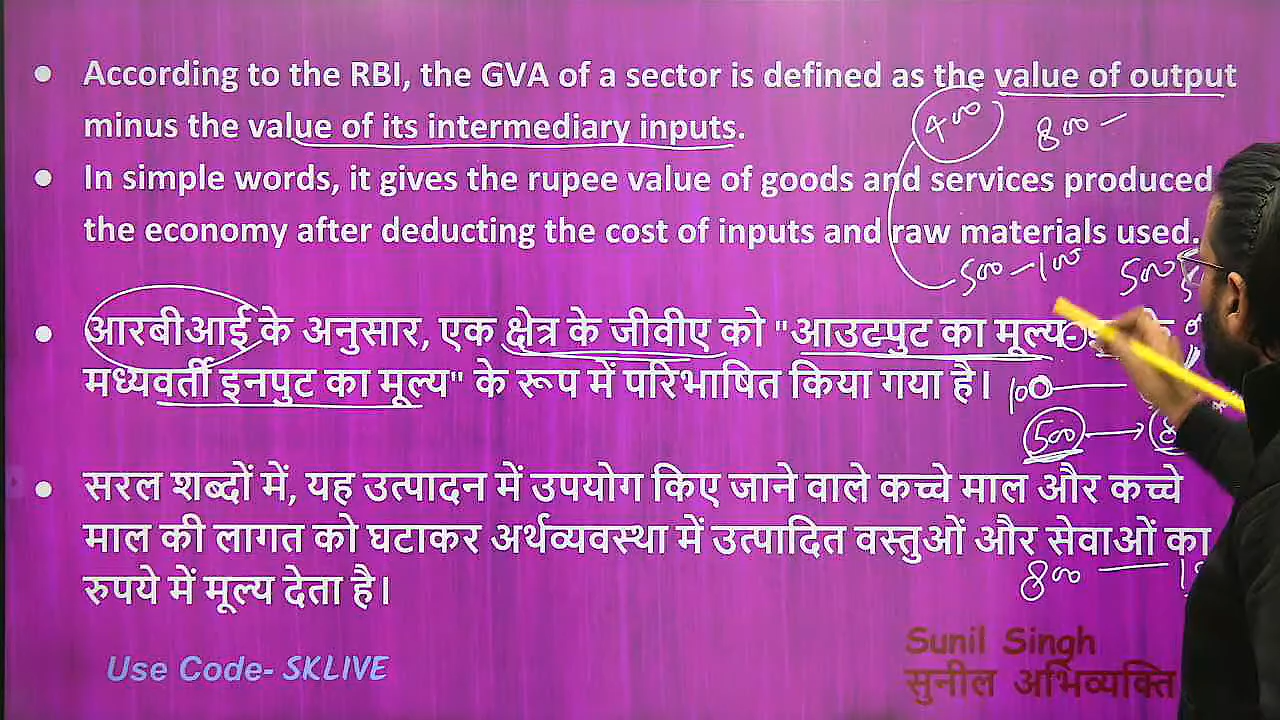 According to the RBI, the GVA of a sector is defined as the value of output
minus the value of its intermediary inputs.
400 800 –
In simple words, it gives the rupee value of goods and services produced
the economy after deducting the cost of inputs and raw materials used.
500 – 100 500
आरबीआई के अनुसार, एक क्षेत्र के जीवीए को "आउटपुट का मूल्य-
मध्यवर्ती इनपुट का मूल्य" के रूप में परिभाषित किया गया है।
100
500
सरल शब्दों में, यह उत्पादन में उपयोग किए जाने वाले कच्चे माल और कच्चे
माल की लागत को घटाकर अर्थव्यवस्था में उत्पादित वस्तुओं और सेवाओं का
800
रुपये में मूल्य देता है।
Use Code- SKLIVE
Sunil Singh
सुनील अभिव्यक्ति